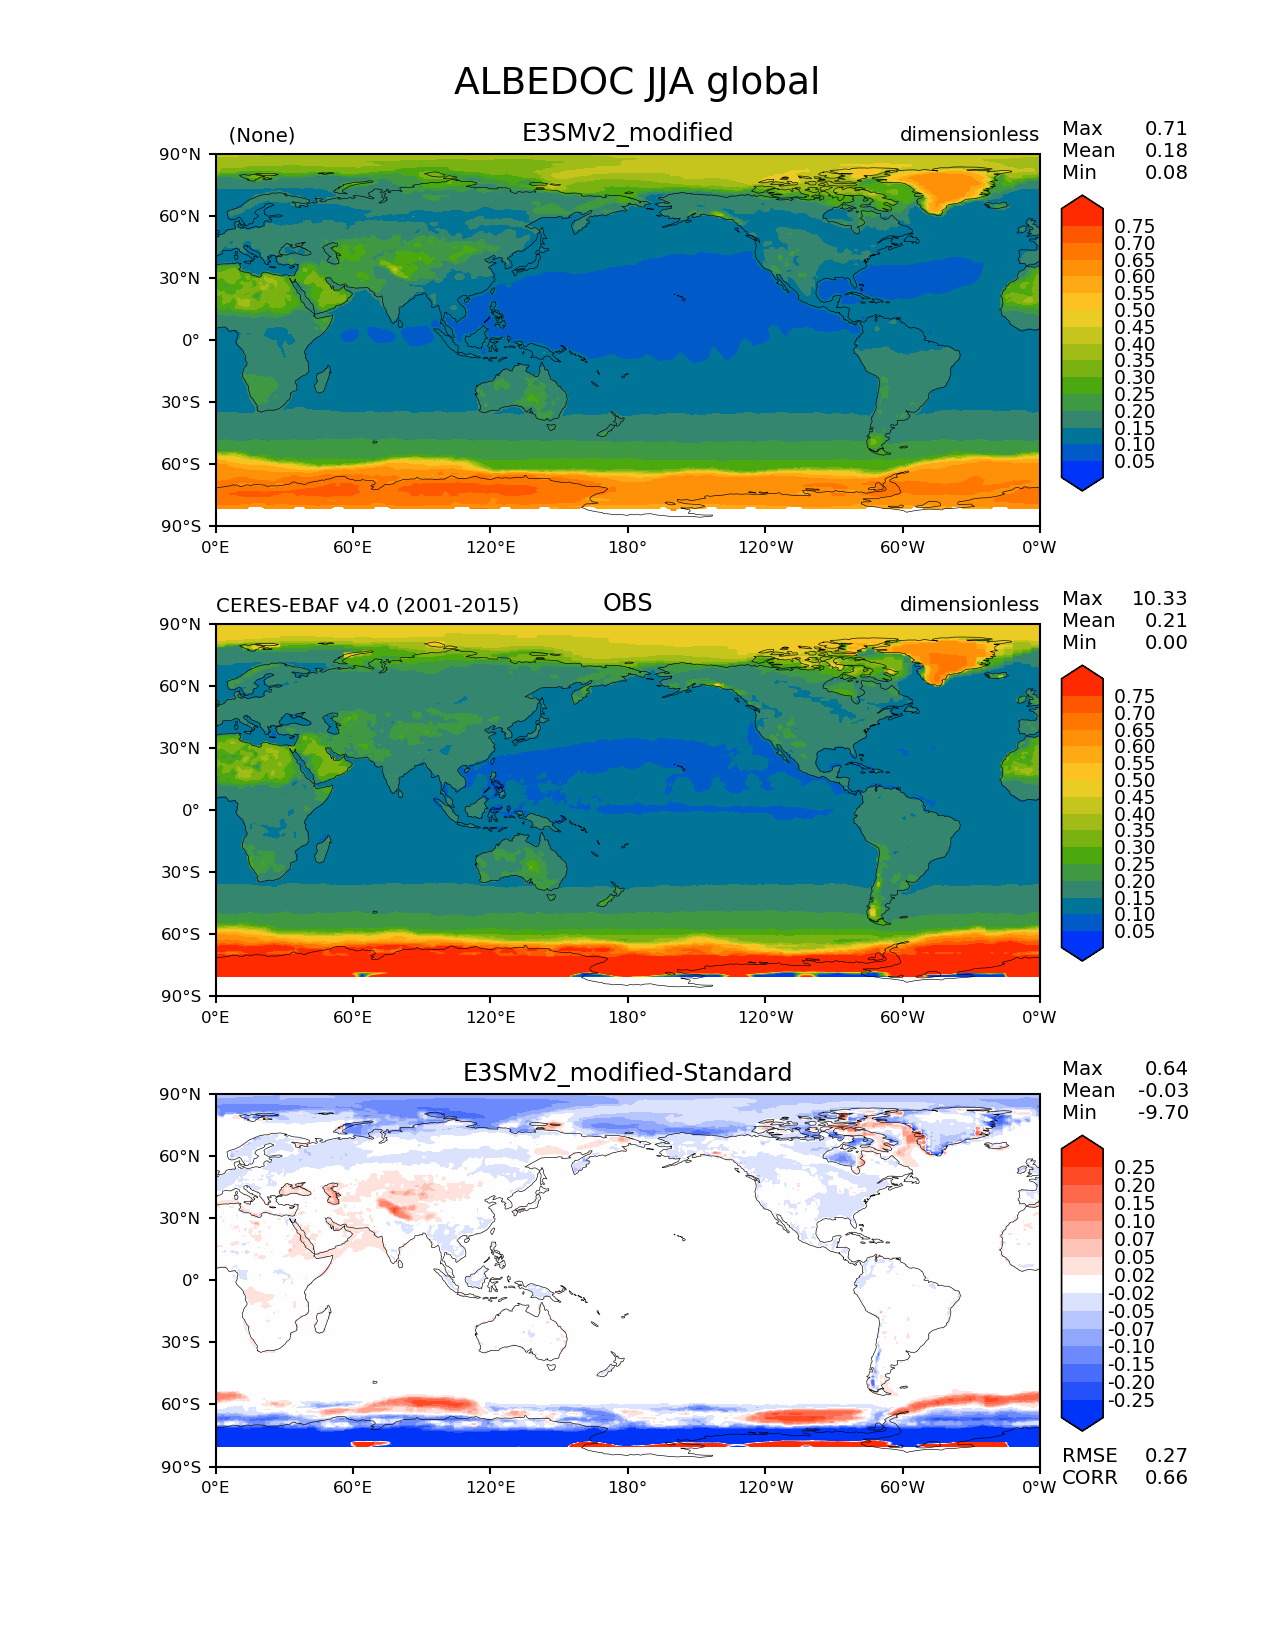 ALBEDOC JJA global
(None) E3SMv2_modified dimensionless
Max 0.71
Mean 0.18
Min 0.08
90°N
60°N
30°N
0°
30°S
60°S
90°S
0°E 60°E 120°E 180° 120°W 60°W 0°W
0.75
0.70
0.65
0.60
0.55
0.50
0.45
0.40
0.35
0.30
0.25
0.20
0.15
0.10
0.05
CERES-EBAF v4.0 (2001-2015) OBS dimensionless
Max 10.33
Mean 0.21
Min 0.00
90°N
60°N
30°N
0°
30°S
60°S
90°S
0°E 60°E 120°E 180° 120°W 60°W 0°W
0.75
0.70
0.65
0.60
0.55
0.50
0.45
0.40
0.35
0.30
0.25
0.20
0.15
0.10
0.05
E3SMv2_modified-Standard
Max 0.64
Mean -0.03
Min -9.70
90°N
60°N
30°N
0°
30°S
60°S
90°S
0°E 60°E 120°E 180° 120°W 60°W 0°W
0.25
0.20
0.15
0.10
0.07
0.05
0.02
-0.02
-0.05
-0.07
-0.10
-0.15
-0.20
-0.25
RMSE 0.27
CORR 0.66